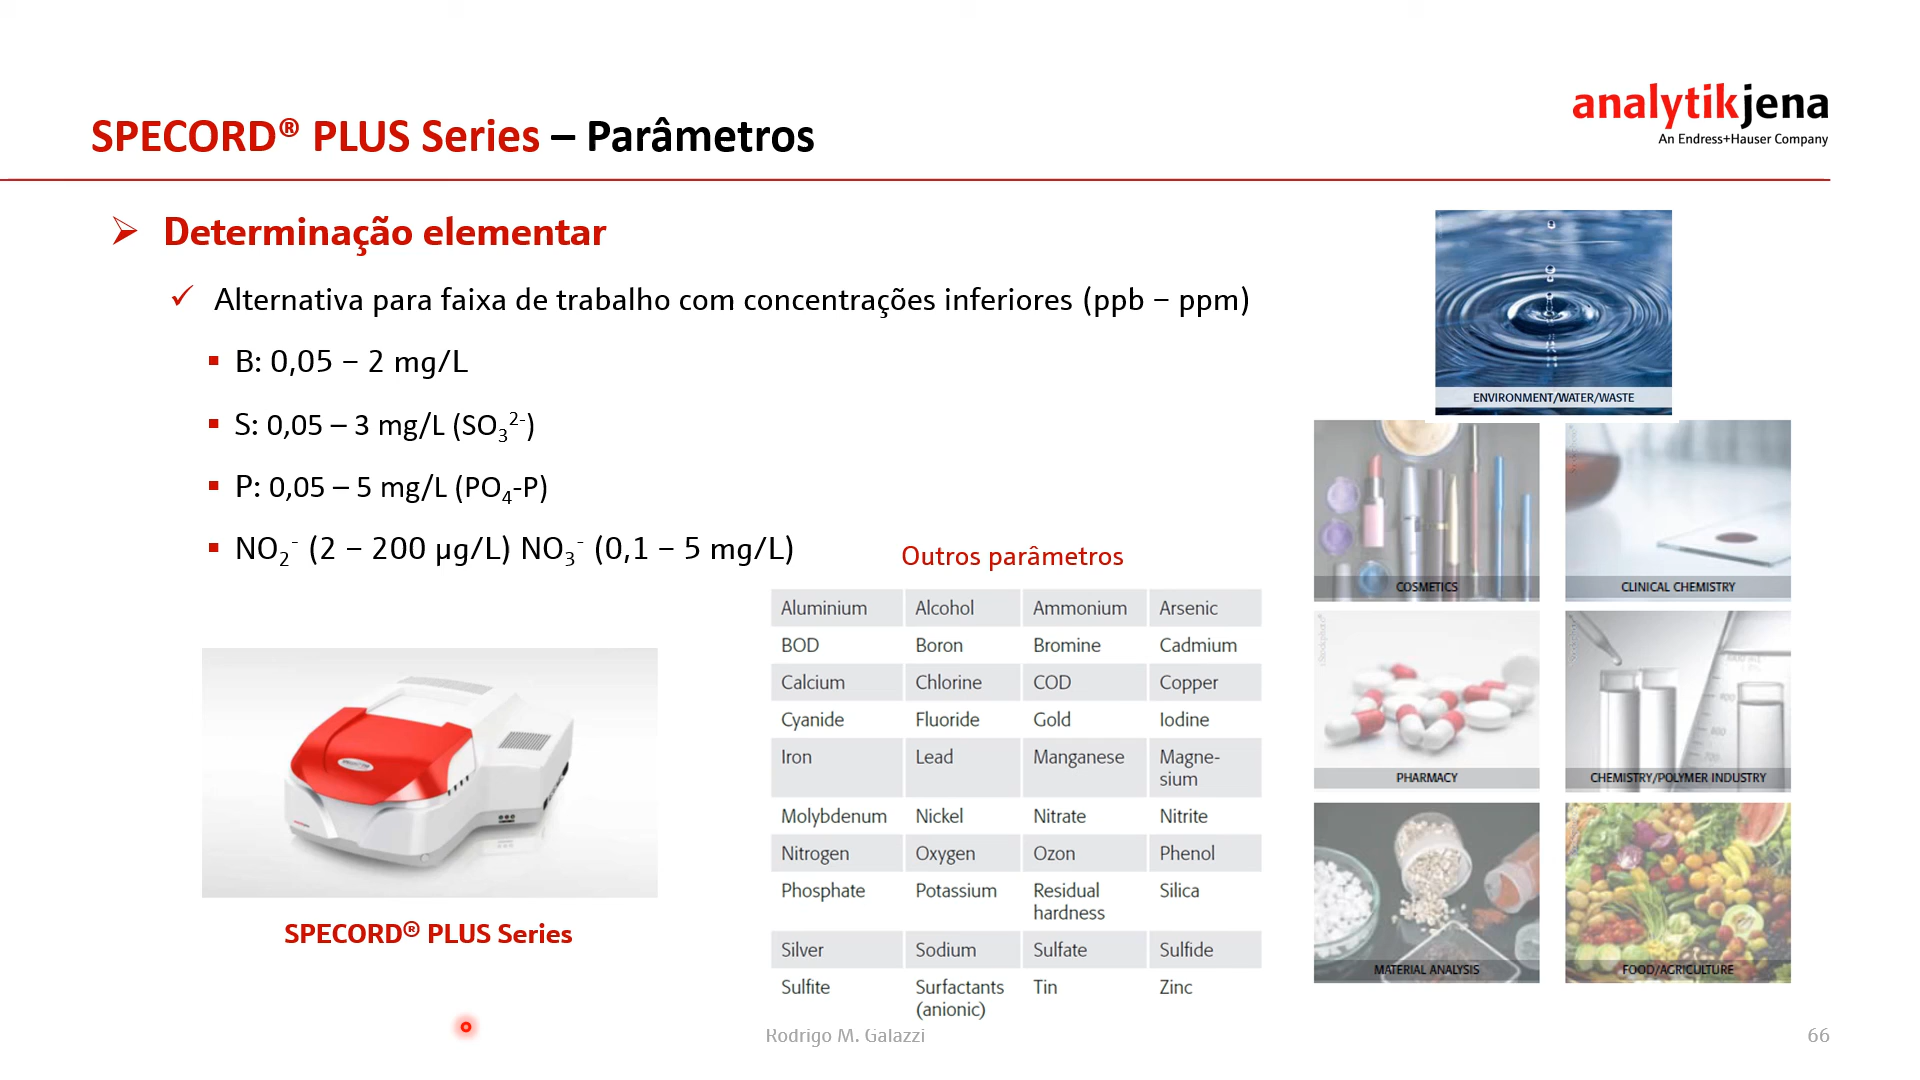 analytikjena
An Endress+Hauser Company
SPECORD® PLUS Series – Parâmetros
Determinação elementar
Alternativa para faixa de trabalho com concentrações inferiores (ppb – ppm)
B: 0,05 – 2 mg/L
S: 0,05 – 3 mg/L (SO₃²⁻)
P: 0,05 – 5 mg/L (PO₄-P)
NO₂⁻ (2 – 200 µg/L) NO₃⁻ (0,1 – 5 mg/L)
Outros parâmetros
Aluminium Alcohol Ammonium Arsenic
BOD Boron Bromine Cadmium
Calcium Chlorine COD Copper
Cyanide Fluoride Gold Iodine
Iron Lead Manganese Magne-
sium
Molybdenum Nickel Nitrate Nitrite
Nitrogen Oxygen Ozon Phenol
Phosphate Potassium Residual Silica
hardness
Silver Sodium Sulfate Sulfide
Sulfite Surfactants Tin Zinc
(anionic)
SPECORD® PLUS Series
ENVIRONMENT/WATER/WASTE
COSMETICS
CLINICAL CHEMISTRY
PHARMACY
CHEMISTRY/POLYMER INDUSTRY
MATERIAL ANALYSIS
FOOD/AGRICULTURE
Rodrigo M. Galazzi
66